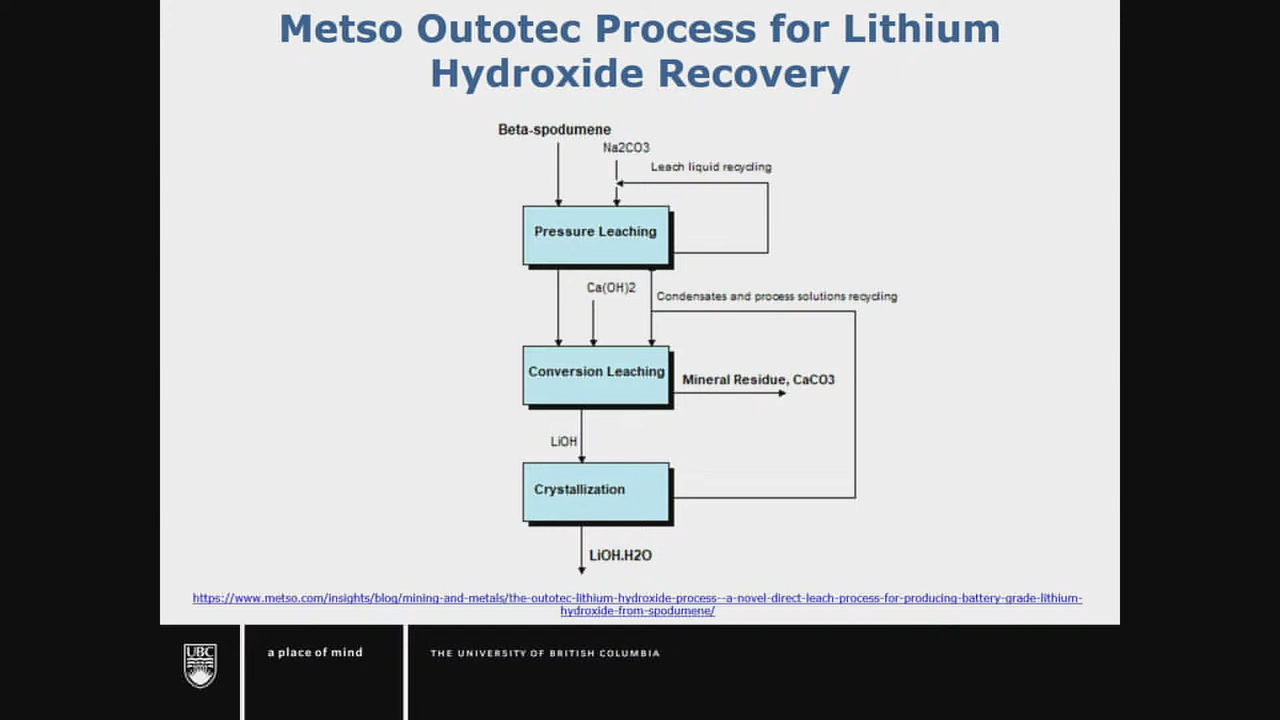 Metso Outotec Process for Lithium
Hydroxide Recovery
Beta-spodumene
Na2CO3
Leach liquid recycling
Pressure Leaching
Ca(OH)2
Condensates and process solutions recycling
Conversion Leaching
Mineral Residue, CaCO3
LiOH
Crystallization
LiOH.H2O
https://www.metso.com/insights/blog/mining-and-metals/the-outotec-lithium-hydroxide-process--a-novel-direct-leach-process-for-producing-battery-grade-lithium-
hydroxide-from-spodumene/
UBC
a place of mind
THE UNIVERSITY OF BRITISH COLUMBIA